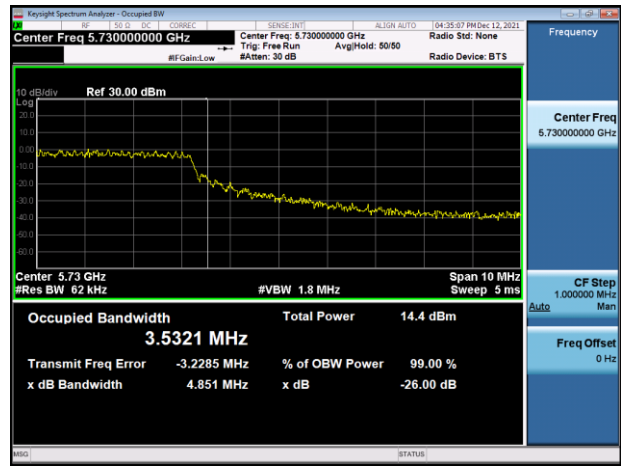 Keysight Spectrum Analyzer - Occupied BW
RF 50 Ω DC CORREC SENSE:INT ALIGN AUTO 04:35:07 PM Dec 12, 2021
Center Freq 5.730000000 GHz
Center Freq: 5.730000000 GHz
Radio Std: None
Trig: Free Run Avg|Hold: 50/50
#IFGain:Low
#Atten: 30 dB
Radio Device: BTS
Frequency
10 dB/div Ref 30.00 dBm
Log
20.0
10.0
0.00
-10.0
-20.0
-30.0
-40.0
-50.0
-60.0
Center 5.73 GHz
Span 10 MHz
#Res BW 62 kHz
#VBW 1.8 MHz
Sweep 5 ms
Occupied Bandwidth
3.5321 MHz
Total Power 14.4 dBm
Transmit Freq Error -3.2285 MHz
% of OBW Power 99.00 %
x dB Bandwidth 4.851 MHz
x dB -26.00 dB
Center Freq
5.730000000 GHz
CF Step
1.000000 MHz
Auto Man
Freq Offset
0 Hz
MSG
STATUS